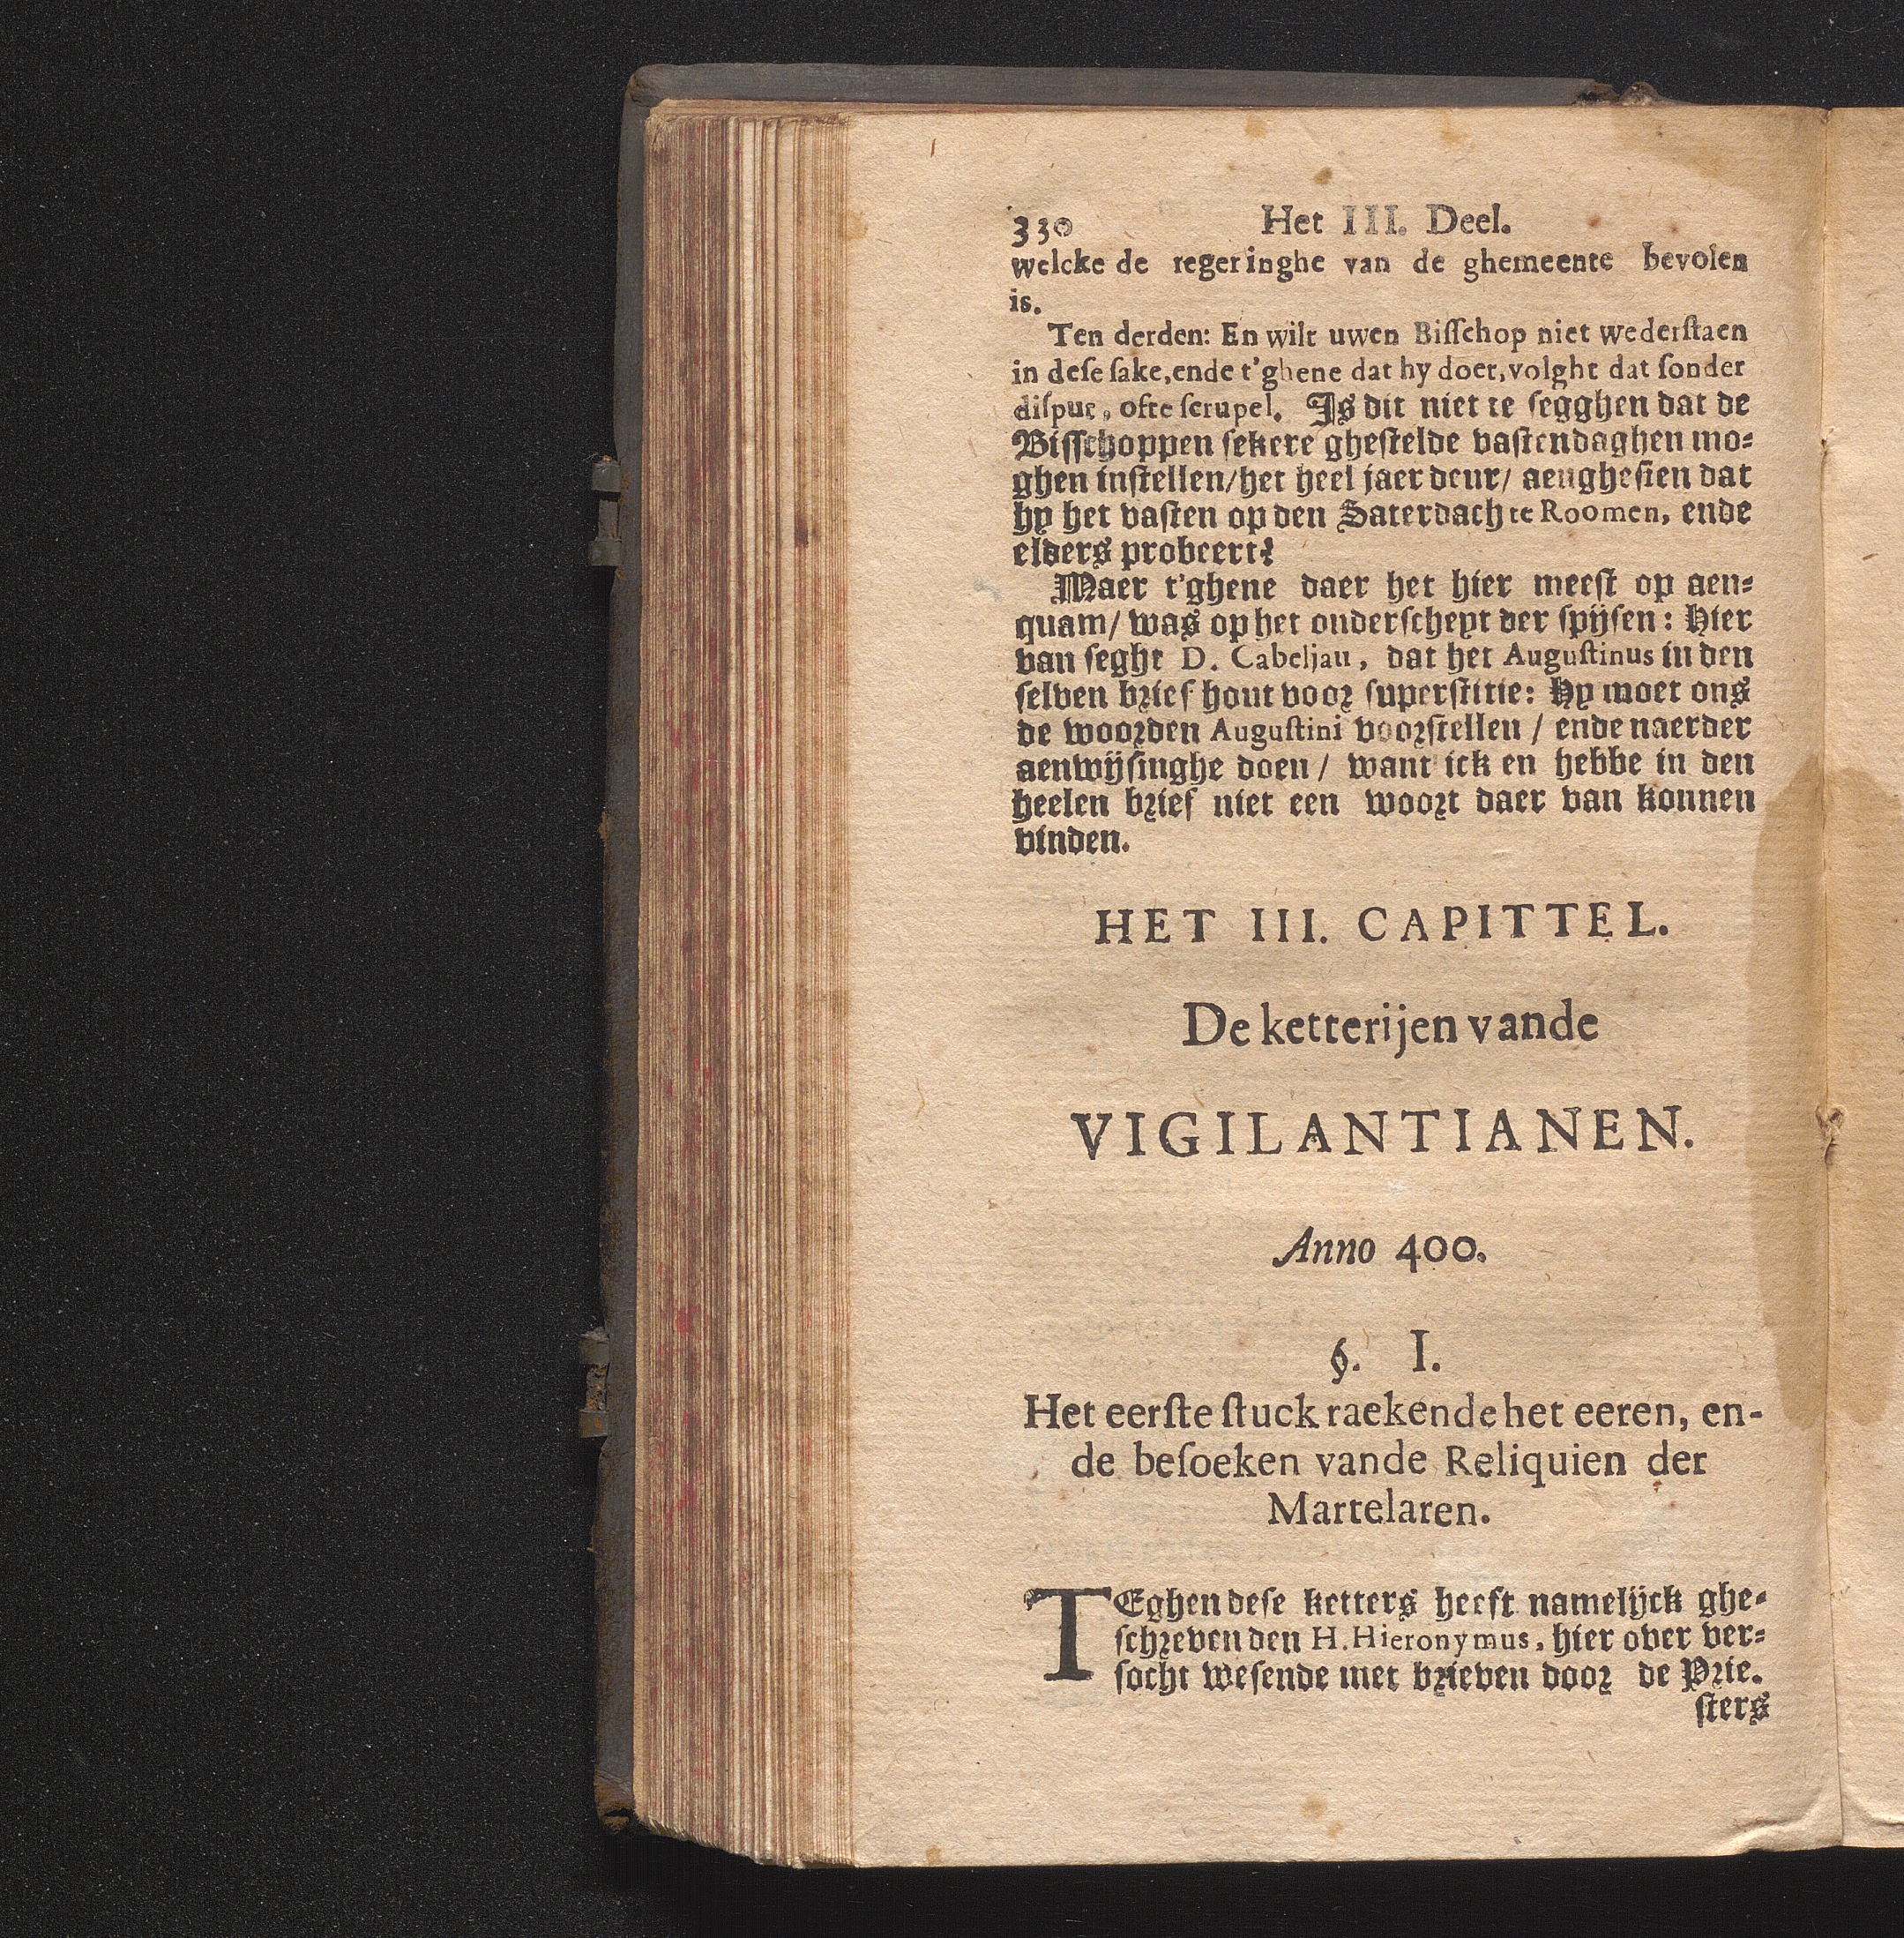 330 Het III. Deel.
welcke de regeringhe van de ghemeente bevolen
is.
Ten derden: En wilt uwen Biſſchop niet wederſtaen
in deſe ſake, ende t'ghene dat hy doet, volght dat ſonder
diſput, ofte ſcrupel. Is dit niet te ſegghen dat de
Biſſchoppen ſekere gheſtelde vaſtendaghen mo-
ghen inſtellen/ het heel jaer deur/ aenghesien dat
hy het vaſten op den Saterdach te Roomen, ende
elders probeert?
Maer t'ghene daer het hier meeſt op aen-
quam/ was op het onderſcheyt der ſpijſen: Hier
van ſeght D. Cabeljau, dat het Auguſtinus in den
ſelven brief hout voor ſuperſtitie: Hy moet ons
de woorden Auguſtini voorſtellen / ende naerder
aenwijſinghe doen / want ick en hebbe in den
heelen brief niet een woort daer van konnen
vinden.
HET III. CAPITTEL.
De ketterijen vande
VIGILANTIANEN.
Anno 400.
§. I.
Het eerſte ſtuck raekende het eeren, en-
de beſoeken vande Reliquien der
Martelaren.
TEghen deſe ketters heeft namelijck ghe-
ſchreven den H. Hieronymus, hier over ver-
ſocht weſende met brieven door de Prie-
ſters